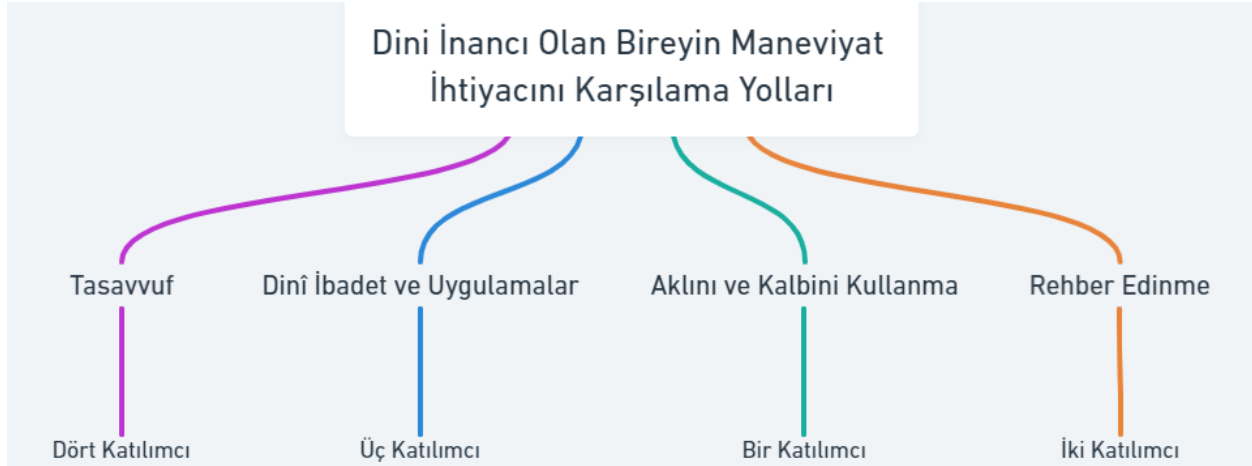 Dini İnancı Olan Bireyin Maneviyat
İhtiyacını Karşılama Yolları
Tasavvuf
Dinî İbadet ve Uygulamalar
Aklını ve Kalbini Kullanma
Rehber Edinme
Dört Katılımcı
Üç Katılımcı
Bir Katılımcı
İki Katılımcı